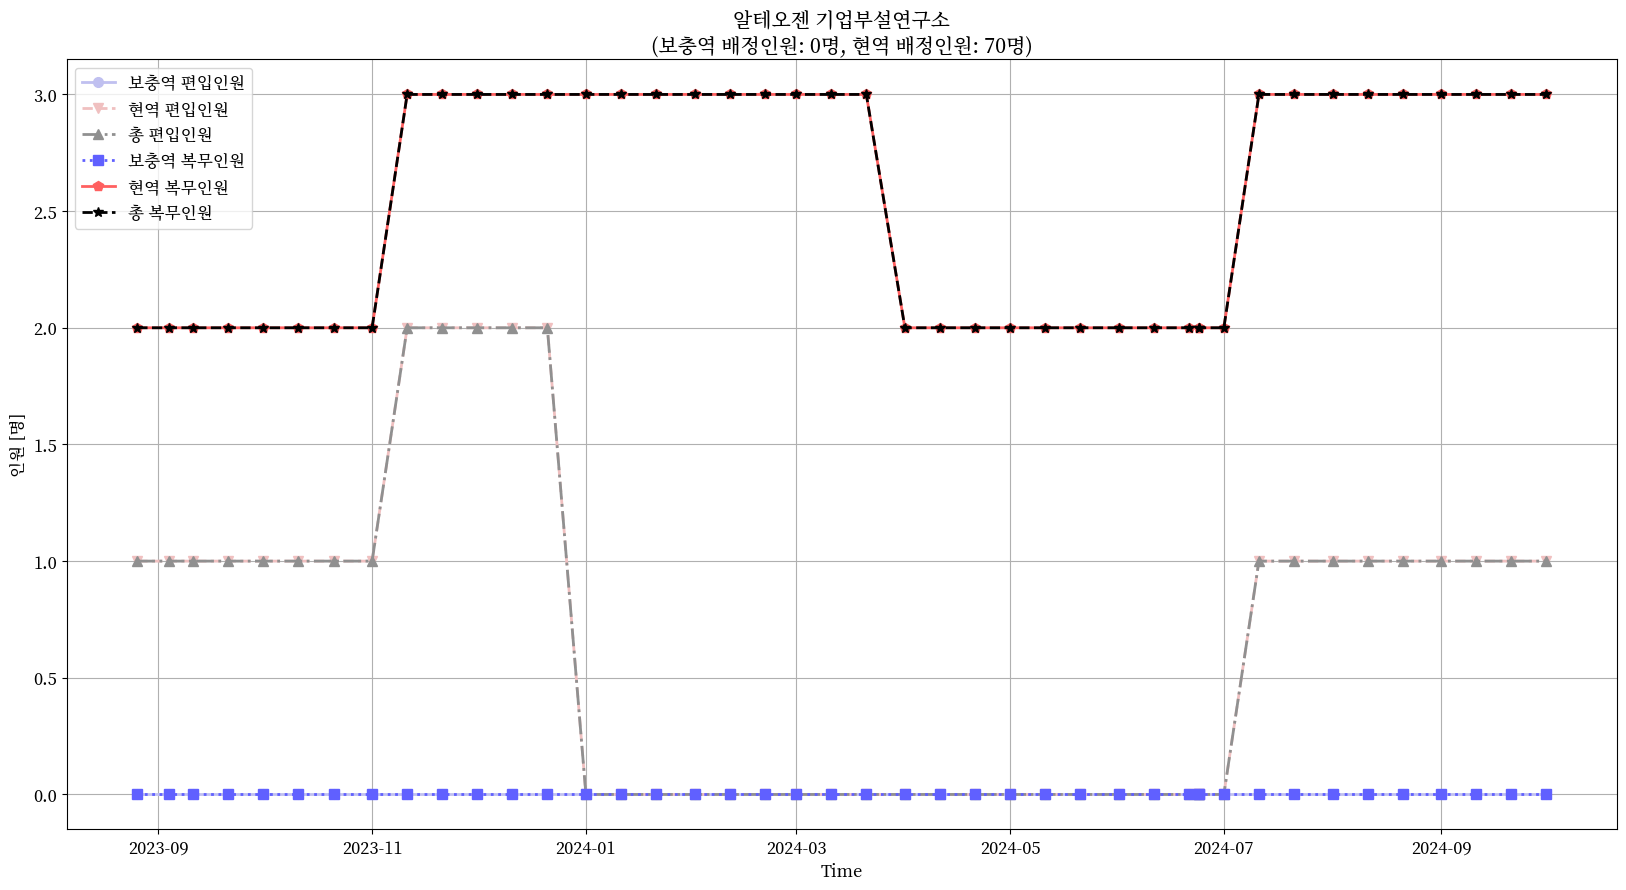 알테오젠 기업부설연구소
(보충역 배정인원: 0명, 현역 배정인원: 70명)
보충역 편입인원
현역 편입인원
총 편입인원
보충역 복무인원
현역 복무인원
총 복무인원
3.0
2.5
2.0
1.5
1.0
0.5
0.0
인원 [명]
2023-09
2023-11
2024-01
2024-03
2024-05
2024-07
2024-09
Time